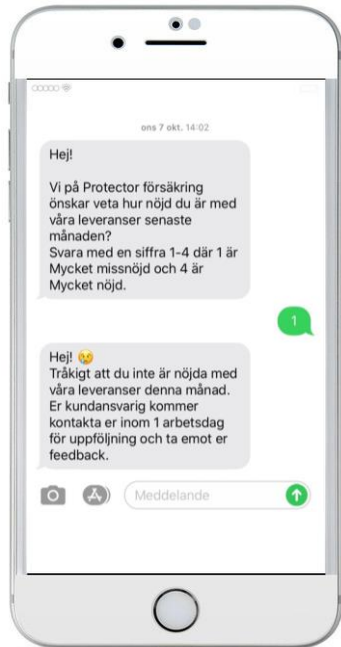 ons 7 okt. 14:02
Hej!
Vi på Protector försäkring
önskar veta hur nöjd du är med
våra leveranser senaste
månaden?
Svara med en siffra 1-4 där 1 är
Mycket missnöjd och 4 är
Mycket nöjd.
1
Hej! 😢
Tråkigt att du inte är nöjda med
våra leveranser denna månad.
Er kundansvarig kommer
kontakta er inom 1 arbetsdag
för uppföljning och ta emot er
feedback.
Meddelande